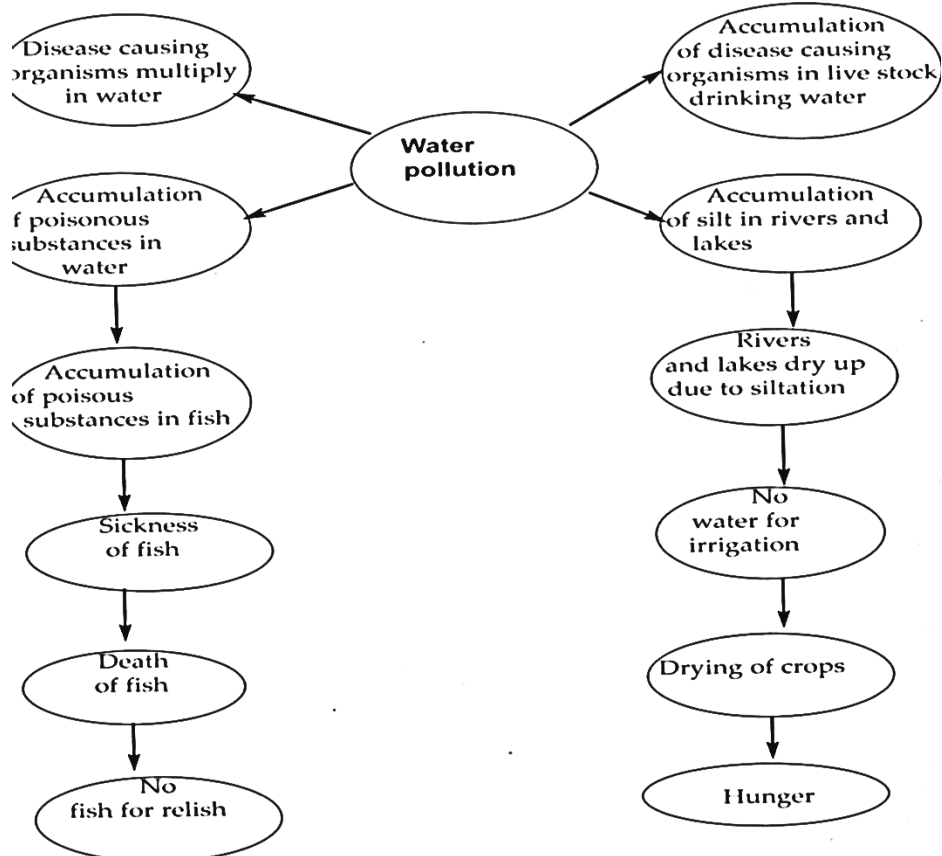 Disease causing
organisms multiply
in water
Accumulation
of disease causing
organisms in live stock
drinking water
Water
pollution
Accumulation
f poisonous
substances in
water
Accumulation
of silt in rivers and
lakes
Accumulation
of poisous
substances in fish
Rivers
and lakes dry up
due to siltation
Sickness
of fish
No
water for
irrigation
Death
of fish
Drying of crops
No
fish for relish
Hunger